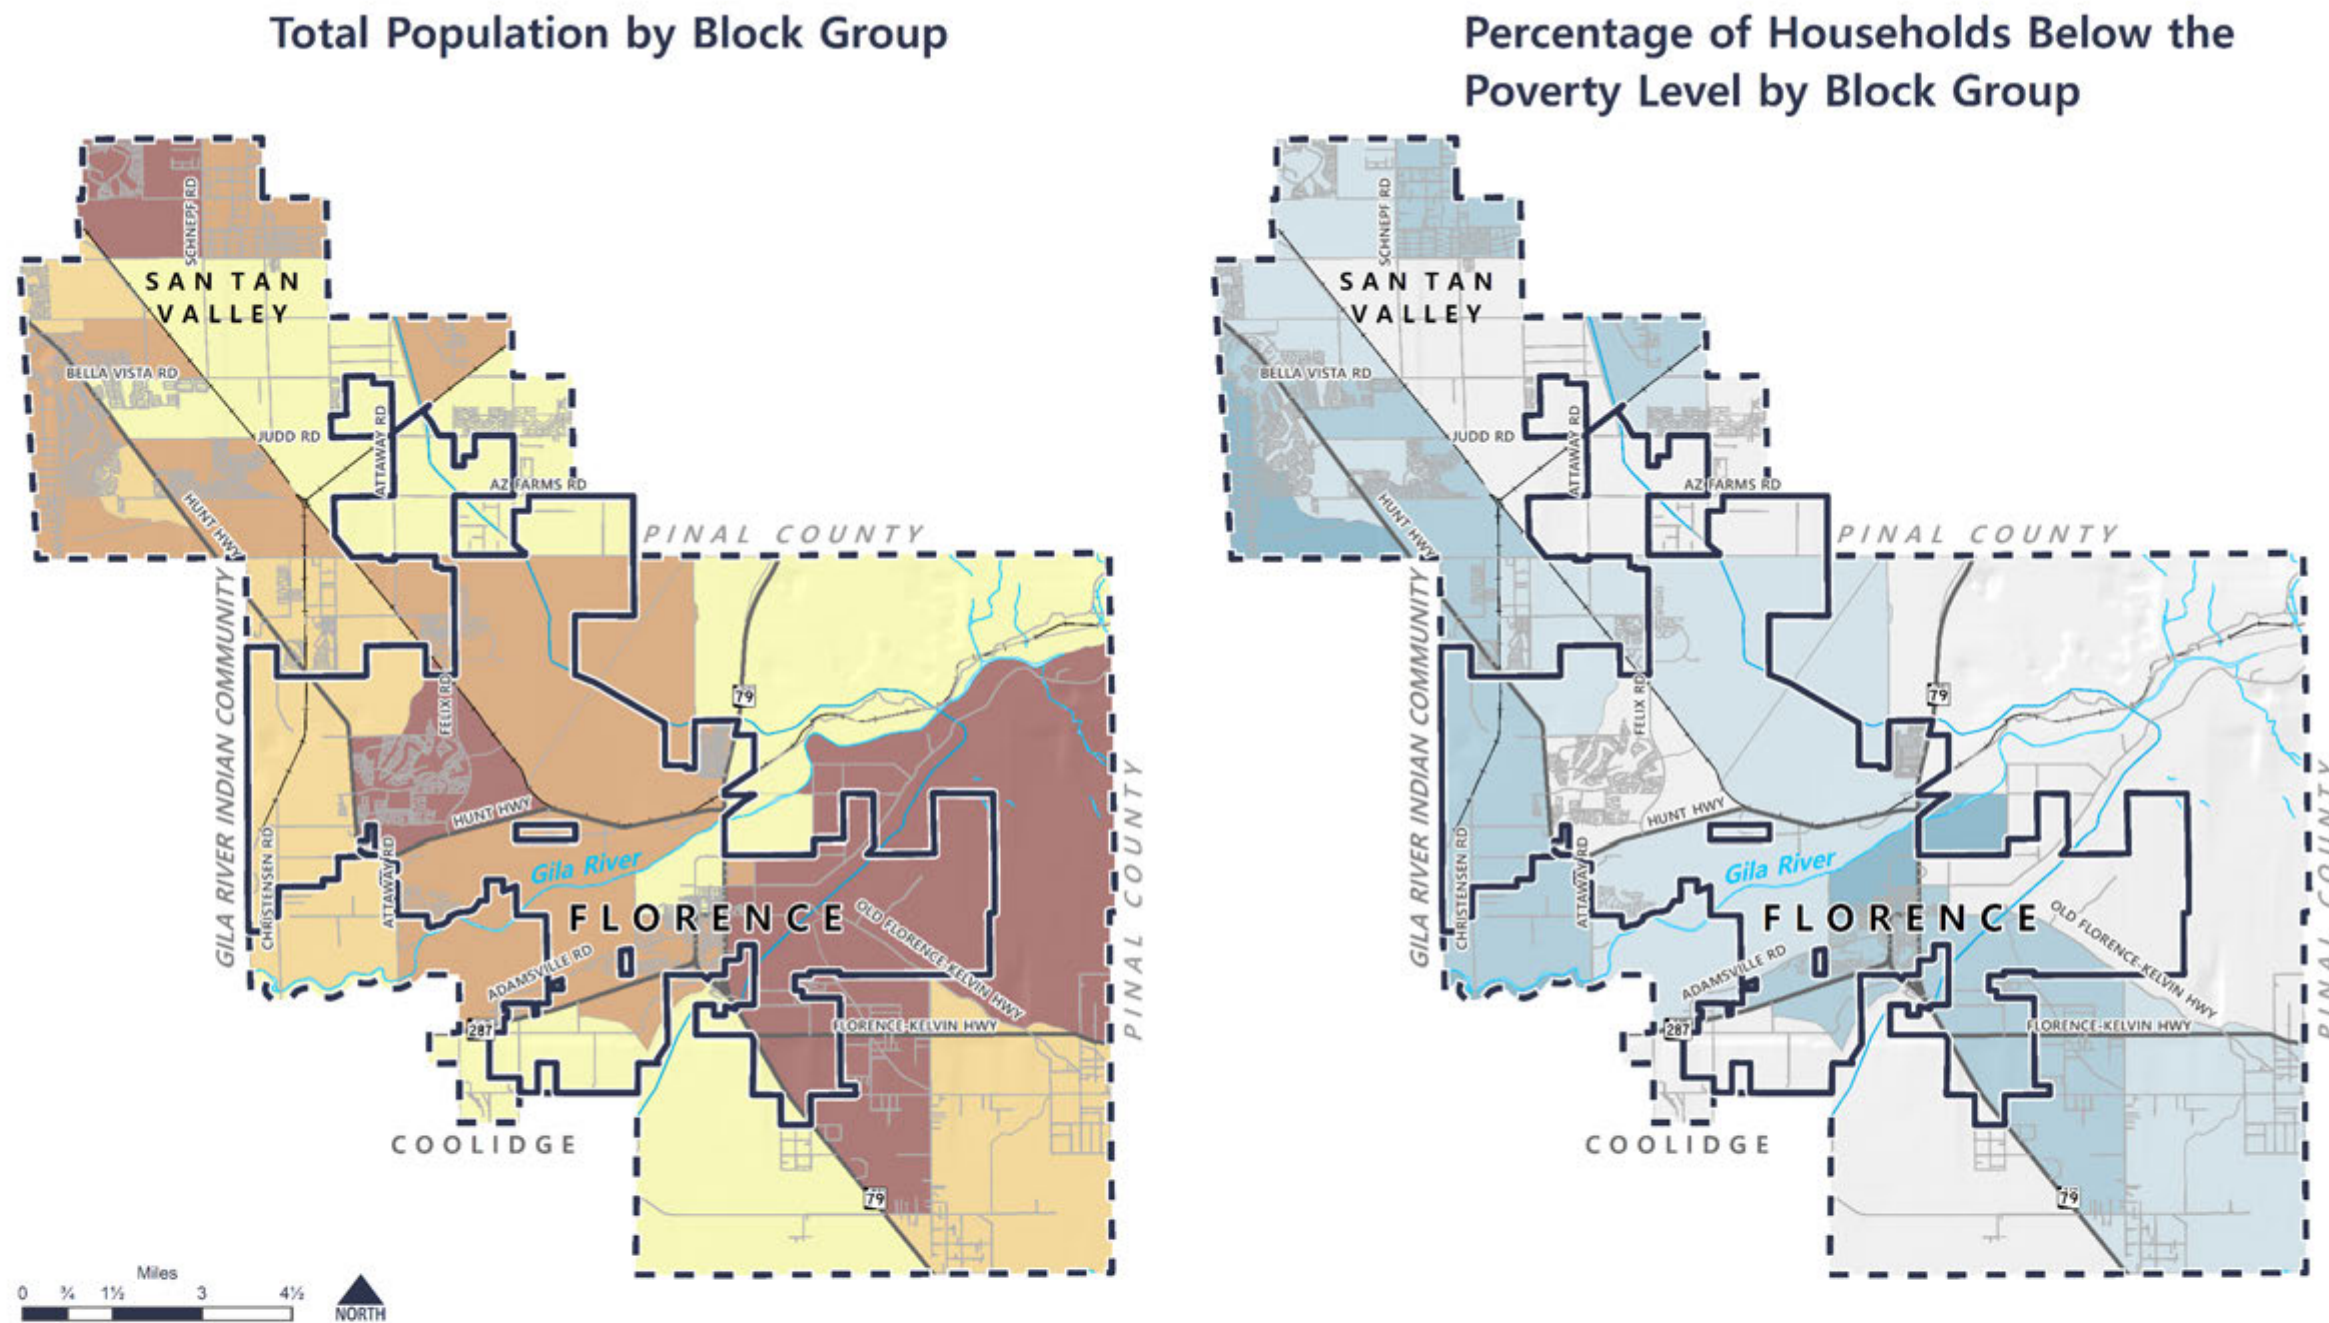 Total Population by Block Group
SAN TAN
VALLEY
SCHNEPF RD
BELLA VISTA RD
JUDD RD
ATTAWAY RD
AZ FARMS RD
HUNT HWY
PINAL COUNTY
GILA RIVER INDIAN COMMUNITY
79
FELIX RD
HUNT HWY
CHRISTENSEN RD
ATTAWAY RD
Gila River
FLORENCE
OLD FLORENCE-KELVIN HWY
ADAMSVILLE RD
287
FLORENCE-KELVIN HWY
PINAL COUNTY
COOLIDGE
79
Miles
0 ¾ 1½ 3 4½
NORTH
Percentage of Households Below the
Poverty Level by Block Group
SAN TAN
VALLEY
SCHNEPF RD
BELLA VISTA RD
JUDD RD
ATTAWAY RD
AZ FARMS RD
HUNT HWY
PINAL COUNTY
GILA RIVER INDIAN COMMUNITY
79
FELIX RD
HUNT HWY
CHRISTENSEN RD
ATTAWAY RD
Gila River
FLORENCE
OLD FLORENCE-KELVIN HWY
ADAMSVILLE RD
287
FLORENCE-KELVIN HWY
PINAL COUNTY
COOLIDGE
79